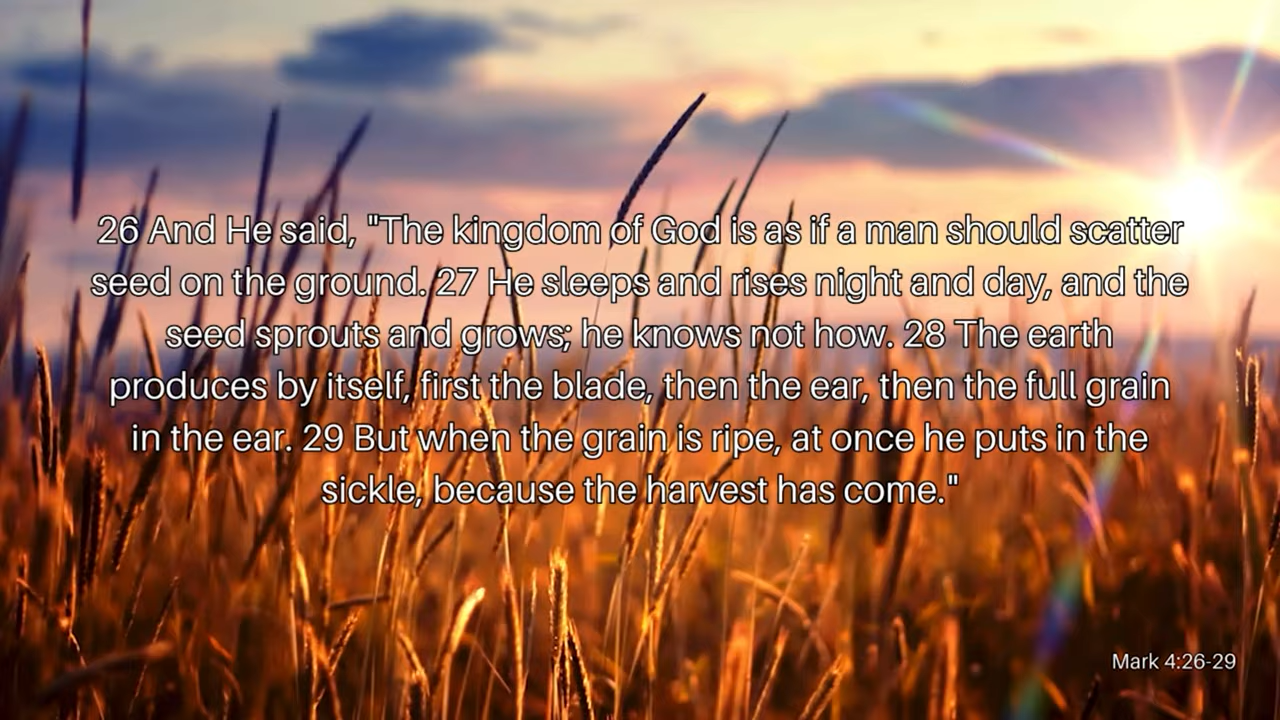 26 And He said, "The kingdom of God is as if a man should scatter
seed on the ground. 27 He sleeps and rises night and day, and the
seed sprouts and grows; he knows not how. 28 The earth
produces by itself, first the blade, then the ear, then the full grain
in the ear. 29 But when the grain is ripe, at once he puts in the
sickle, because the harvest has come."
Mark 4:26-29